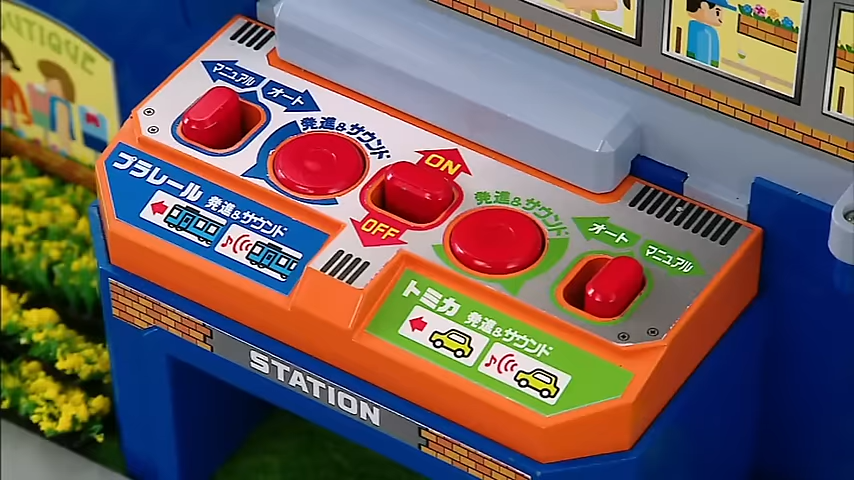 OUTIQUE
マニュアル
オート
発進&サウンド
ON
OFF
発進&サウンド
オート
マニュアル
プラレール 発進&サウンド
トミカ 発進&サウンド
STATION